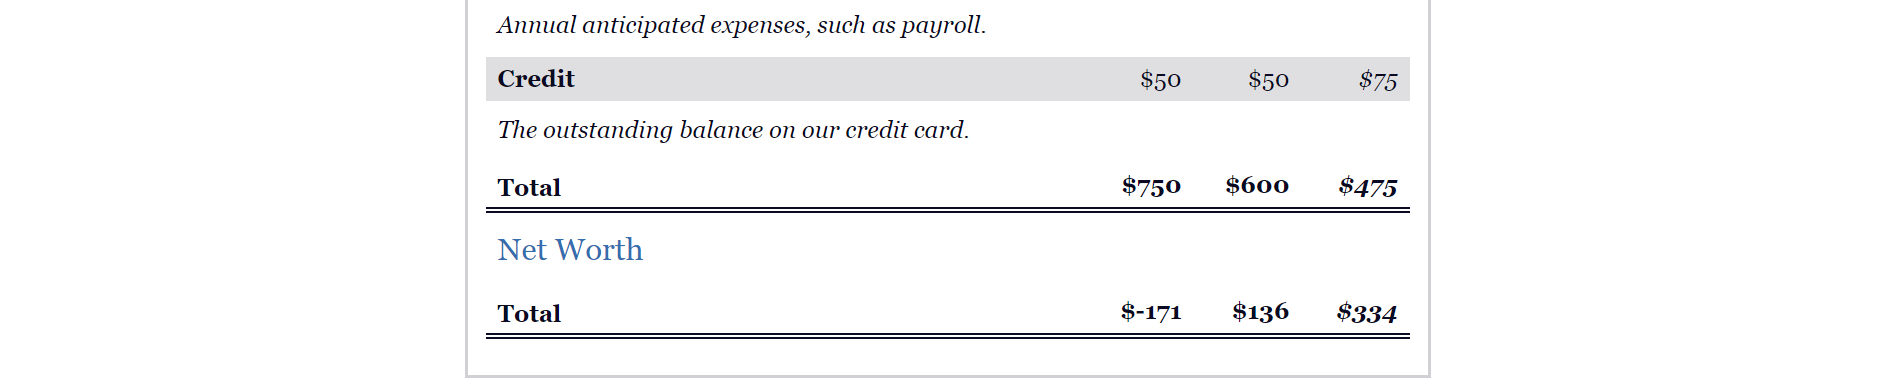 Annual anticipated expenses, such as payroll.
Credit $50 $50 $75
The outstanding balance on our credit card.
Total $750 $600 $475
Net Worth
Total $-171 $136 $334